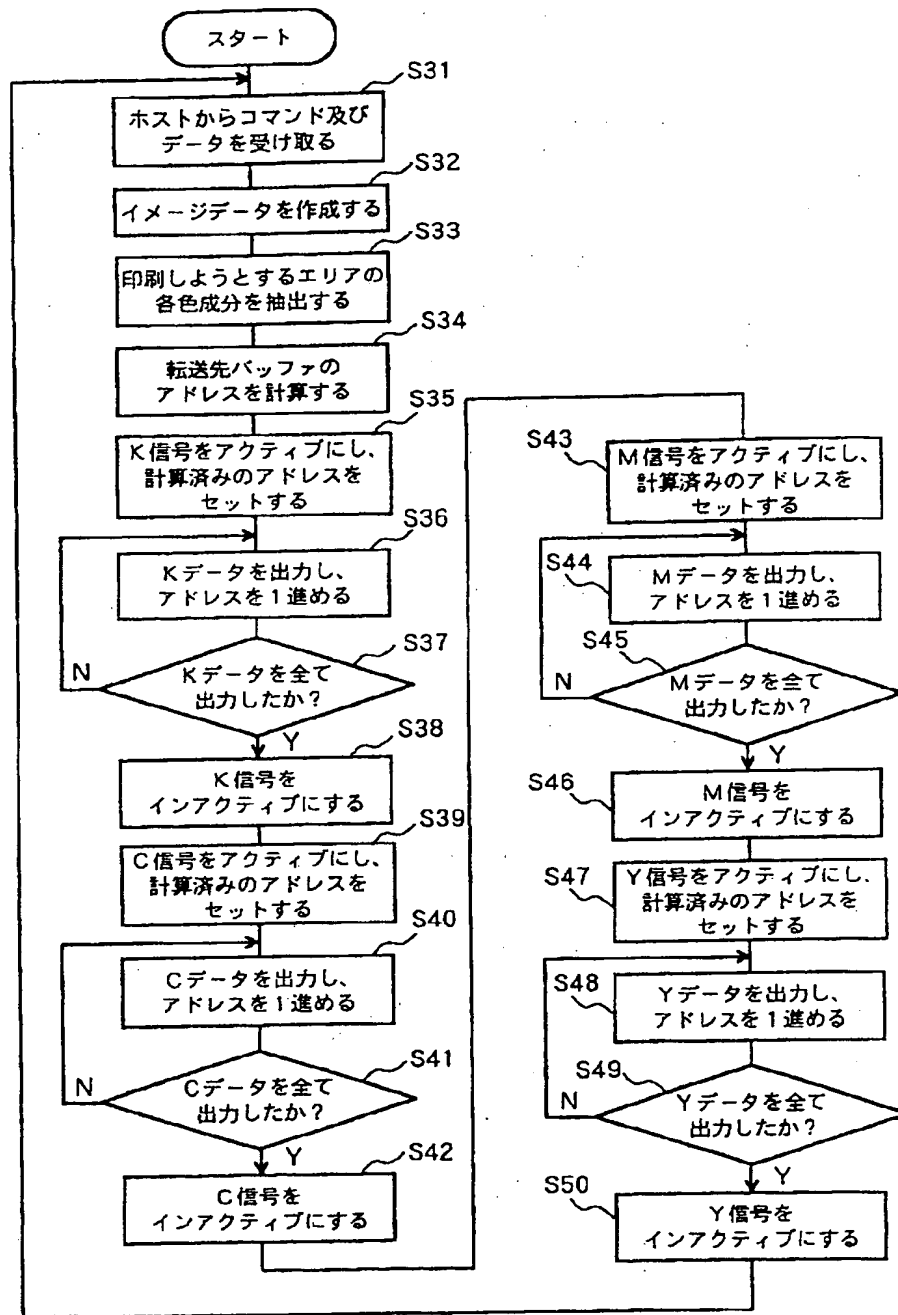 スタート
S31
ホストからコマンド及び
データを受け取る
S32
イメージデータを作成する
S33
印刷しようとするエリアの
各色成分を抽出する
S34
転送先バッファの
アドレスを計算する
S35
K信号をアクティブにし、
計算済みのアドレスを
セットする
S36
Kデータを出力し、
アドレスを1進める
S37
Kデータを全て
出力したか?
N
Y
S38
K信号を
インアクティブにする
S39
C信号をアクティブにし、
計算済みのアドレスを
セットする
S40
Cデータを出力し、
アドレスを1進める
S41
Cデータを全て
出力したか?
N
Y
S42
C信号を
インアクティブにする
S43
M信号をアクティブにし、
計算済みのアドレスを
セットする
S44
Mデータを出力し、
アドレスを1進める
S45
Mデータを全て
出力したか?
N
Y
S46
M信号を
インアクティブにする
S47
Y信号をアクティブにし、
計算済みのアドレスを
セットする
S48
Yデータを出力し、
アドレスを1進める
S49
Yデータを全て
出力したか?
N
Y
S50
Y信号を
インアクティブにする